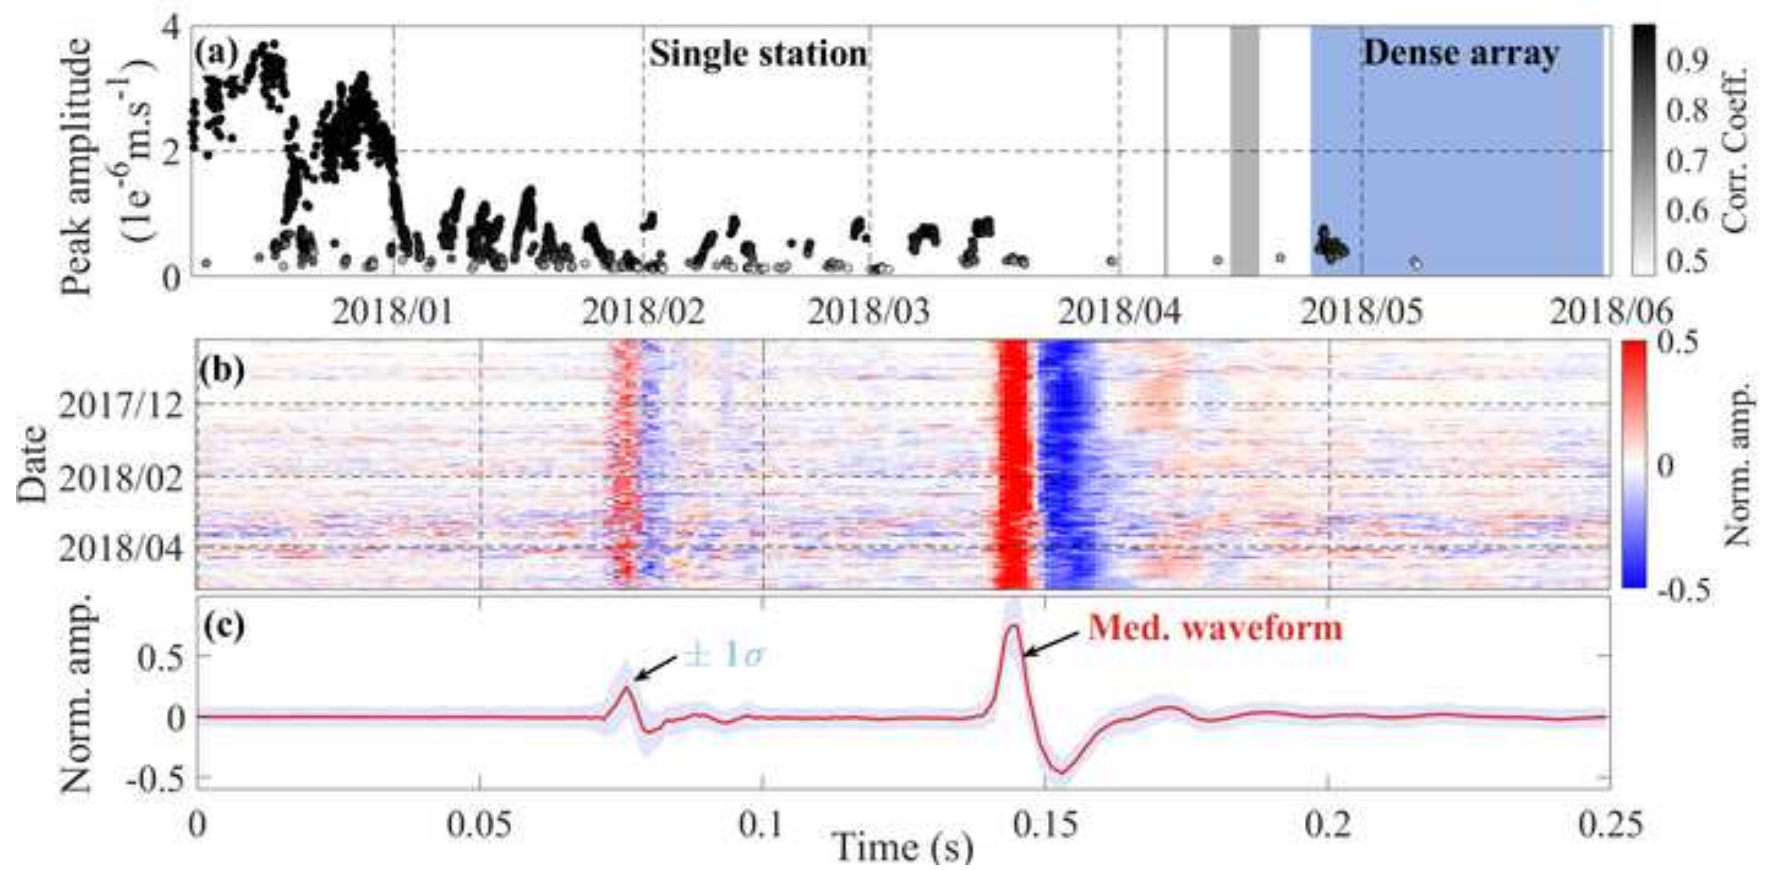 (a) Single station Dense array
Peak amplitude
(1e-6m.s-1)
4
2
0
2018/01 2018/02 2018/03 2018/04 2018/05 2018/06
0.9
0.8
0.7
0.6
0.5
Corr. Coeff.
(b)
Date
2017/12
2018/02
2018/04
0.5
0
-0.5
Norm. amp.
(c)
Norm. amp.
0.5
0
-0.5
± 1σ
Med. waveform
0 0.05 0.1 0.15 0.2 0.25
Time (s)